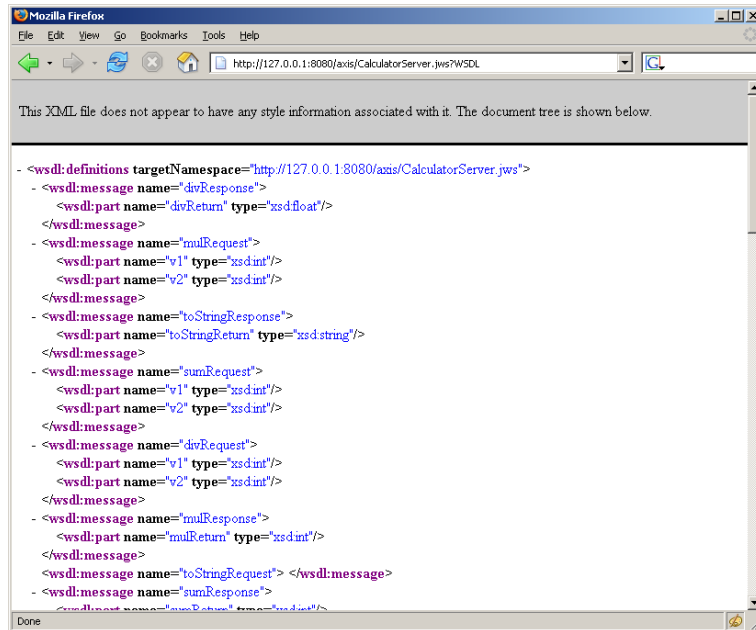 Mozilla Firefox
File Edit View Go Bookmarks Tools Help
http://127.0.0.1:8080/axis/CalculatorServer.jws?WSDL
G
This XML file does not appear to have any style information associated with it. The document tree is shown below.
- <wsdl:definitions targetNamespace="http://127.0.0.1:8080/axis/CalculatorServer.jws">
- <wsdl:message name="divResponse">
<wsdl:part name="divReturn" type="xsd:float"/>
</wsdl:message>
- <wsdl:message name="mulRequest">
<wsdl:part name="v1" type="xsd:int"/>
<wsdl:part name="v2" type="xsd:int"/>
</wsdl:message>
- <wsdl:message name="toStringResponse">
<wsdl:part name="toStringReturn" type="xsd:string"/>
</wsdl:message>
- <wsdl:message name="sumRequest">
<wsdl:part name="v1" type="xsd:int"/>
<wsdl:part name="v2" type="xsd:int"/>
</wsdl:message>
- <wsdl:message name="divRequest">
<wsdl:part name="v1" type="xsd:int"/>
<wsdl:part name="v2" type="xsd:int"/>
</wsdl:message>
- <wsdl:message name="mulResponse">
<wsdl:part name="mulReturn" type="xsd:int"/>
</wsdl:message>
<wsdl:message name="toStringRequest"> </wsdl:message>
- <wsdl:message name="sumResponse">
<wsdl:part name="sumReturn" type="xsd:int"/>
Done